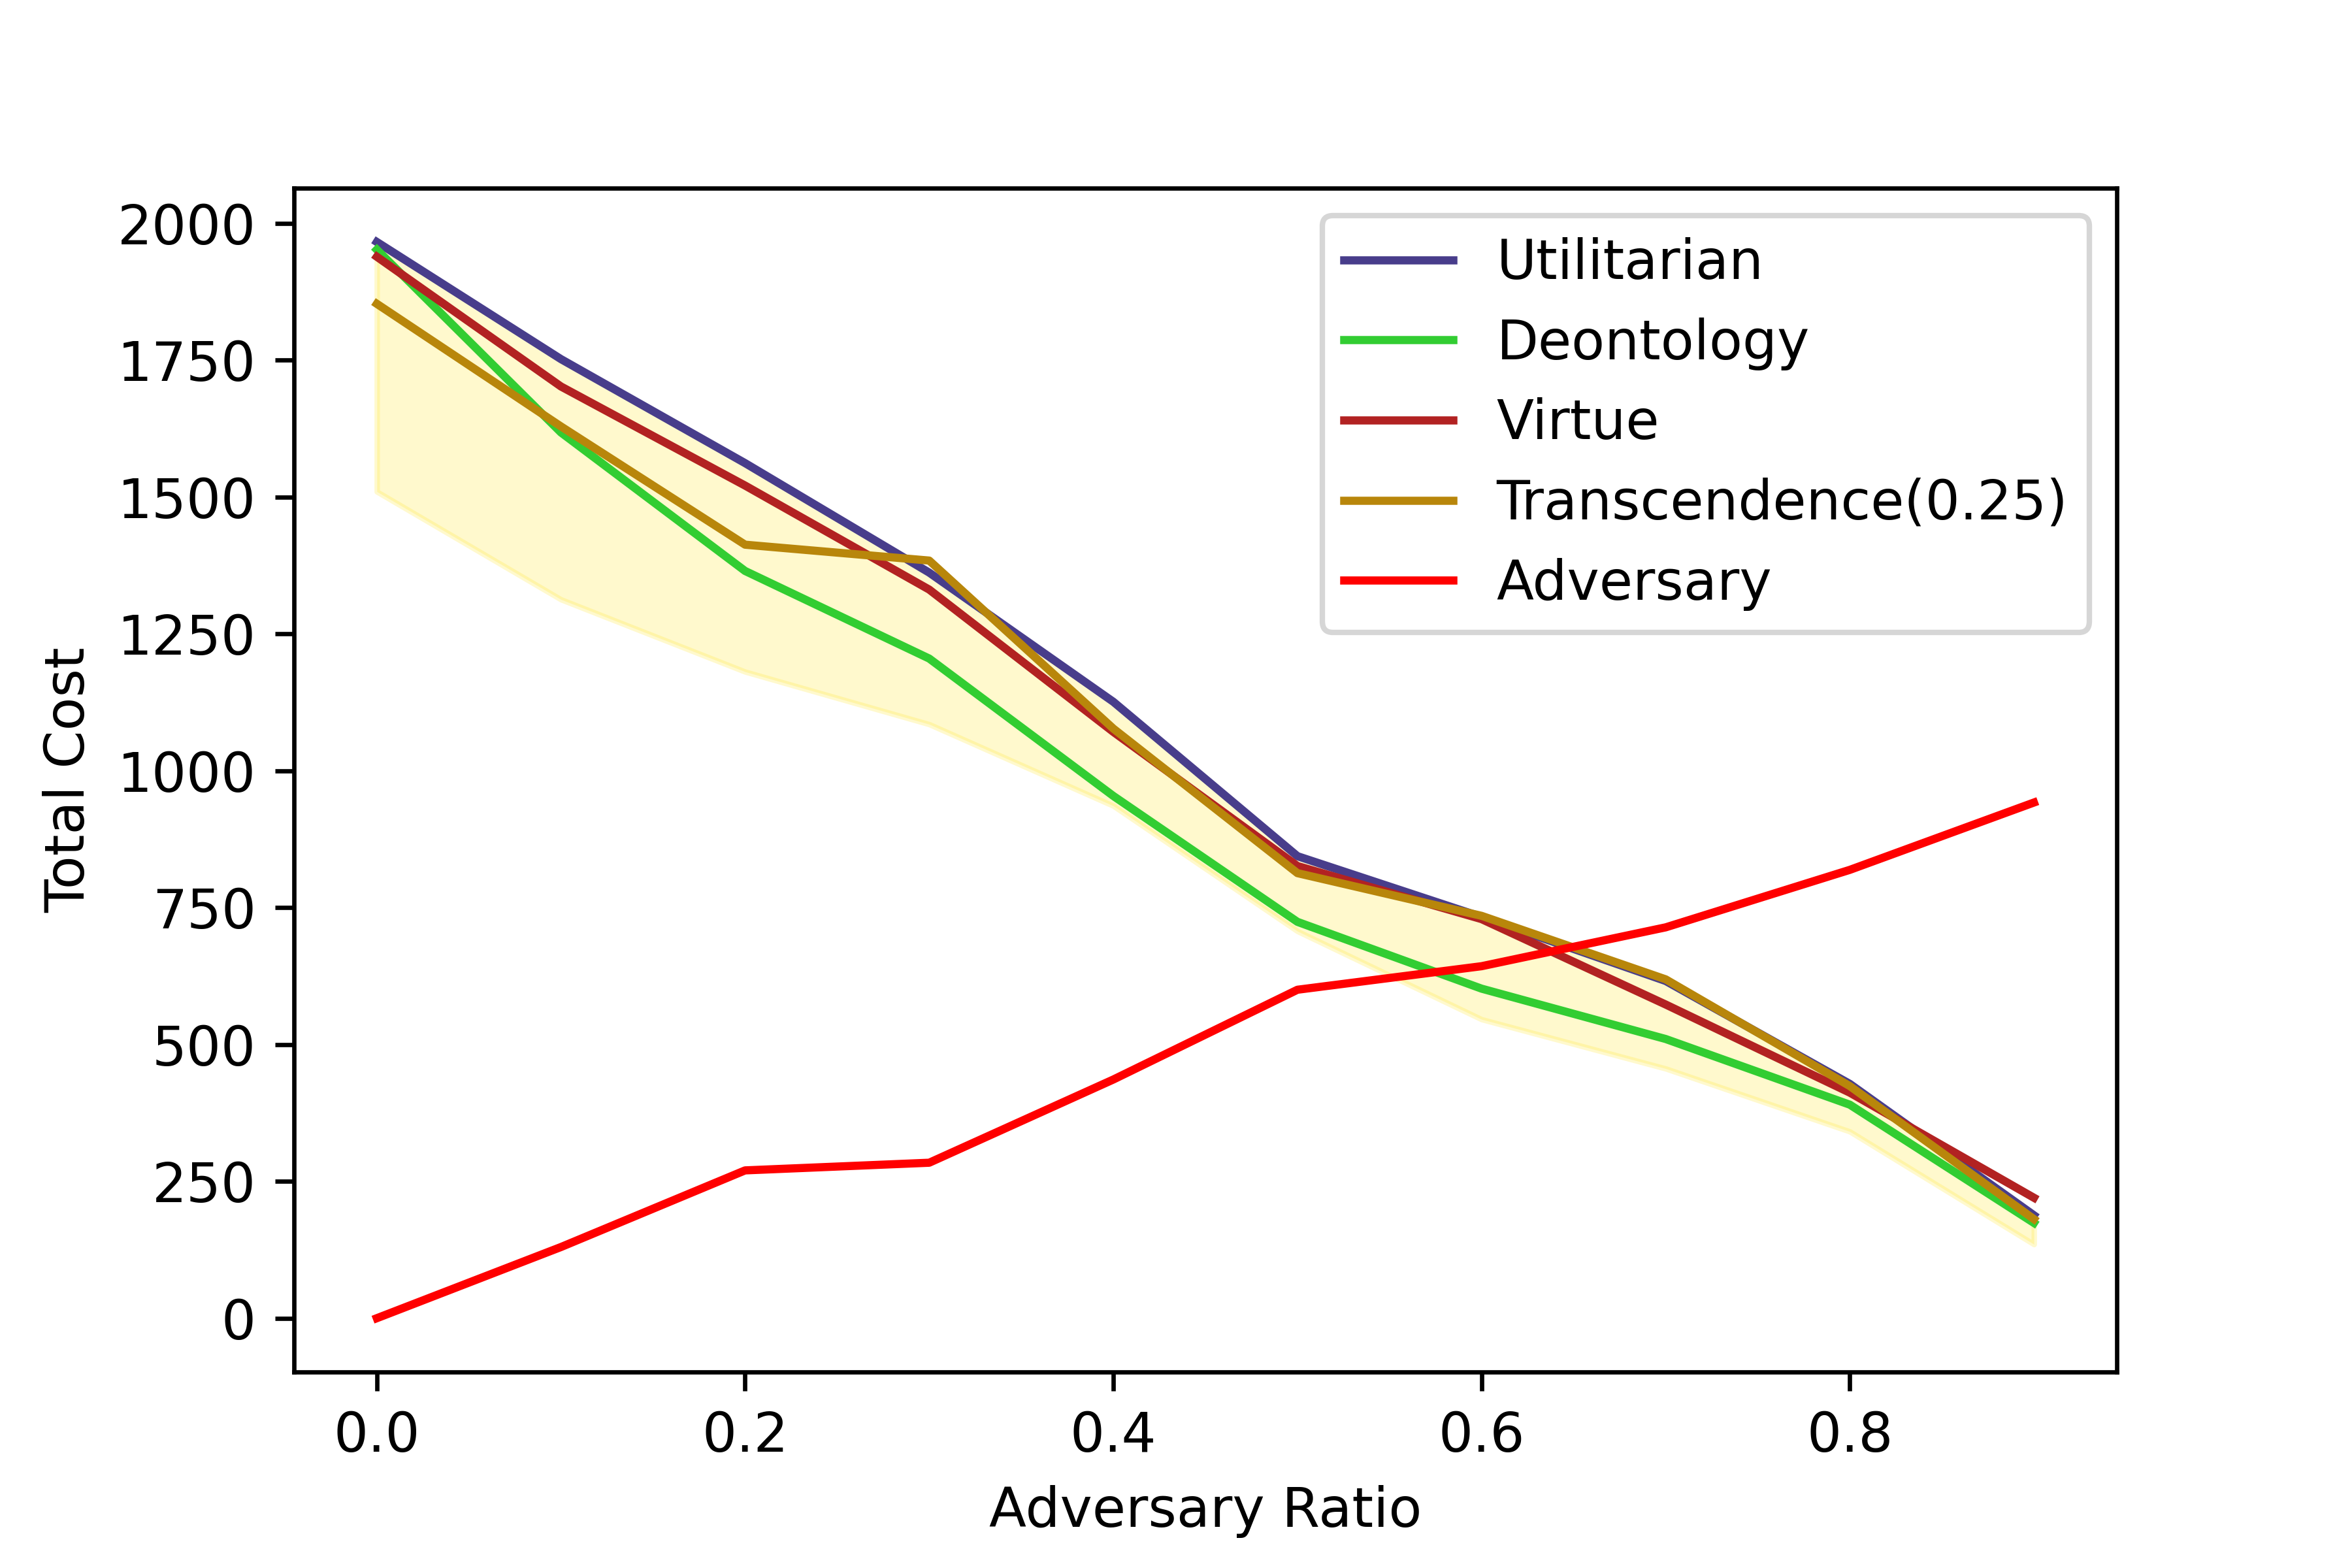 2000
1750
1500
1250
1000
750
500
250
0
Total Cost
Utilitarian
Deontology
Virtue
Transcendence(0.25)
Adversary
0.0 0.2 0.4 0.6 0.8
Adversary Ratio